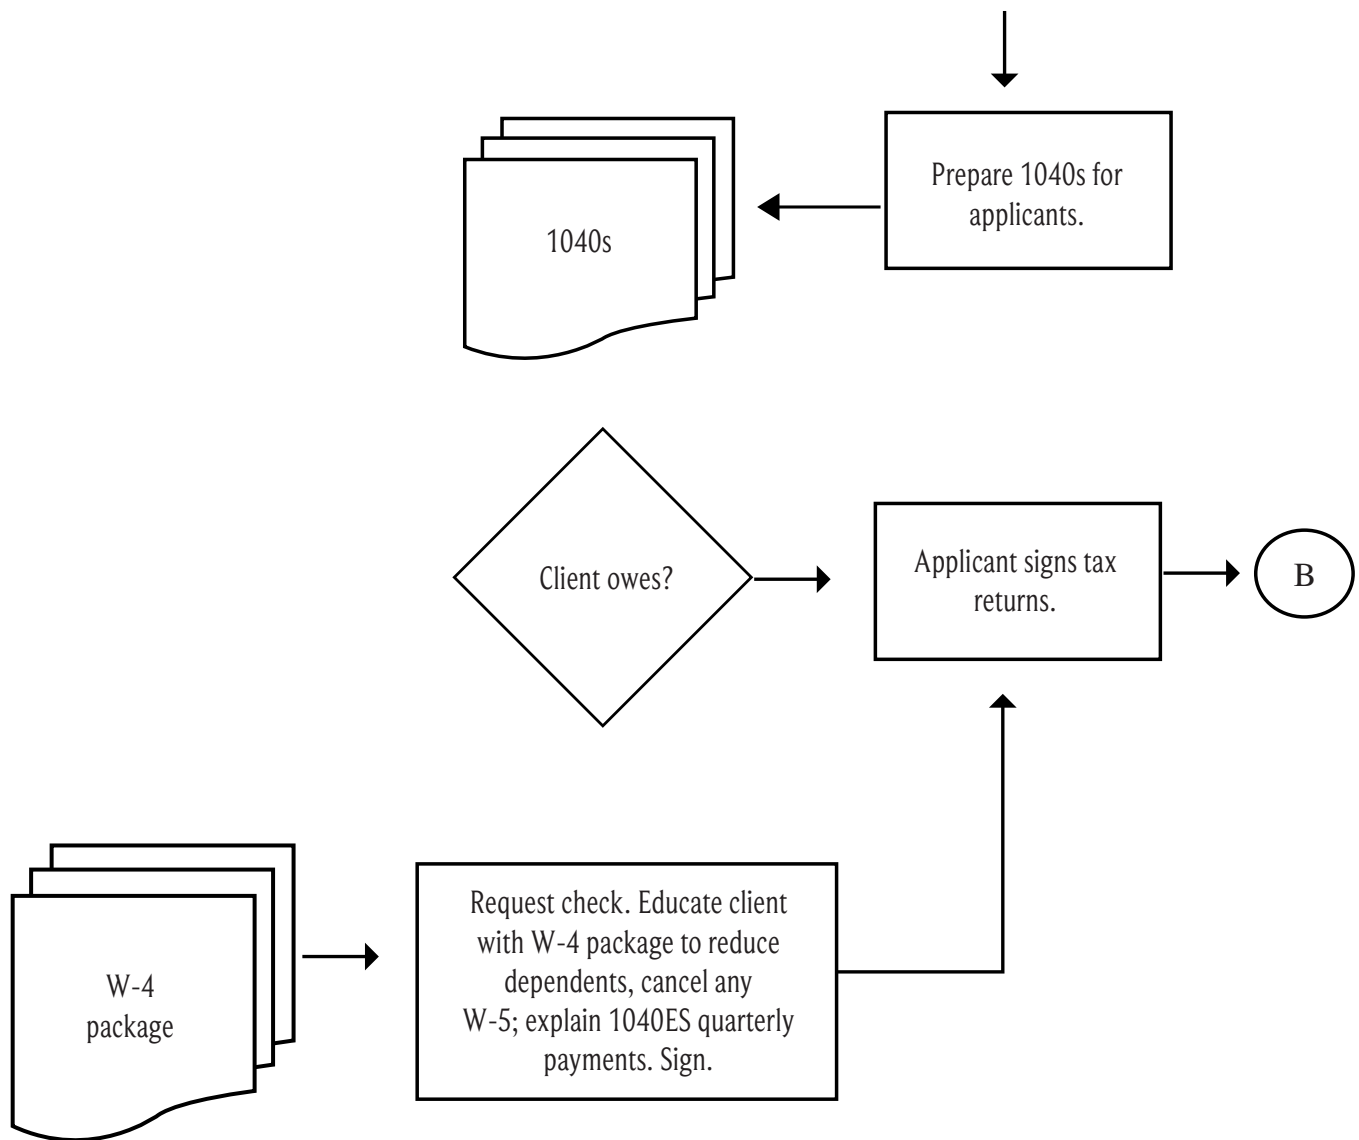 Prepare 1040s for
applicants.
1040s
Client owes?
Applicant signs tax
returns.
B
W-4
package
Request check. Educate client
with W-4 package to reduce
dependents, cancel any
W-5; explain 1040ES quarterly
payments. Sign.